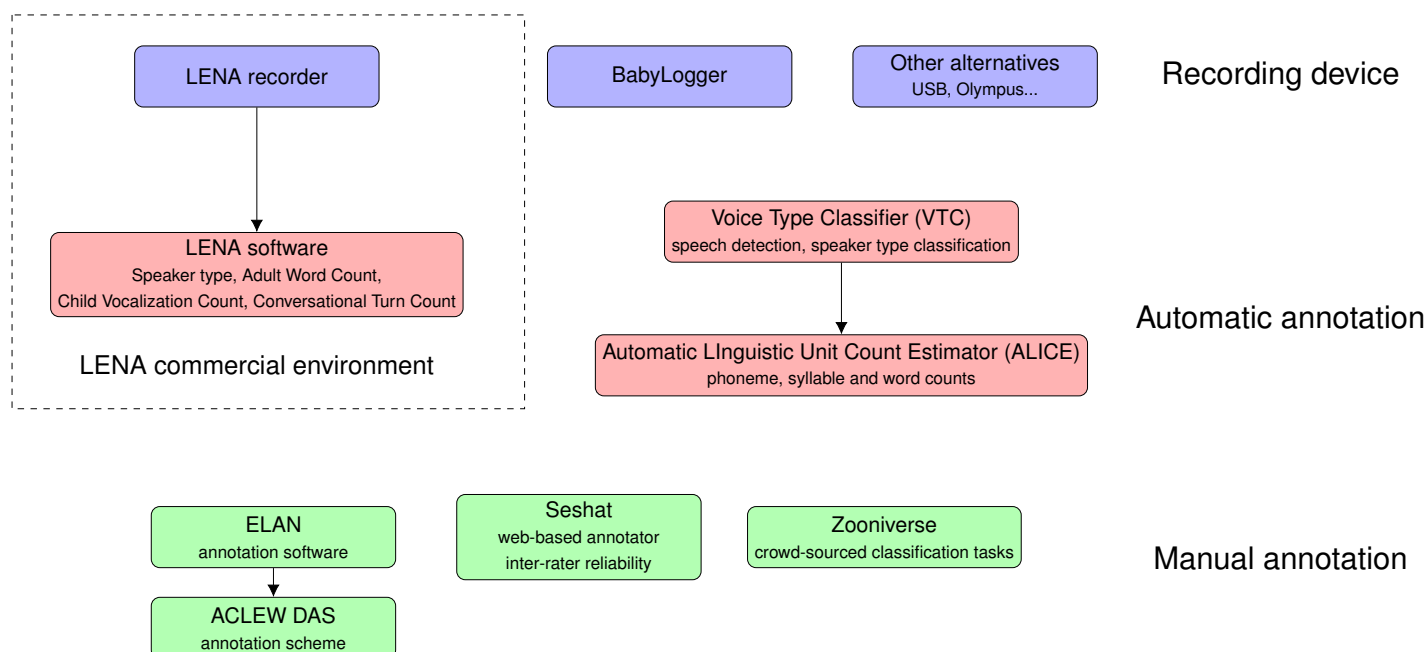 LENA recorder
BabyLogger
Other alternatives
USB, Olympus...
Recording device
LENA software
Speaker type, Adult Word Count,
Child Vocalization Count, Conversational Turn Count
LENA commercial environment
Voice Type Classifier (VTC)
speech detection, speaker type classification
Automatic LInguistic Unit Count Estimator (ALICE)
phoneme, syllable and word counts
Automatic annotation
ELAN
annotation software
ACLEW DAS
annotation scheme
Seshat
web-based annotator
inter-rater reliability
Zooniverse
crowd-sourced classification tasks
Manual annotation